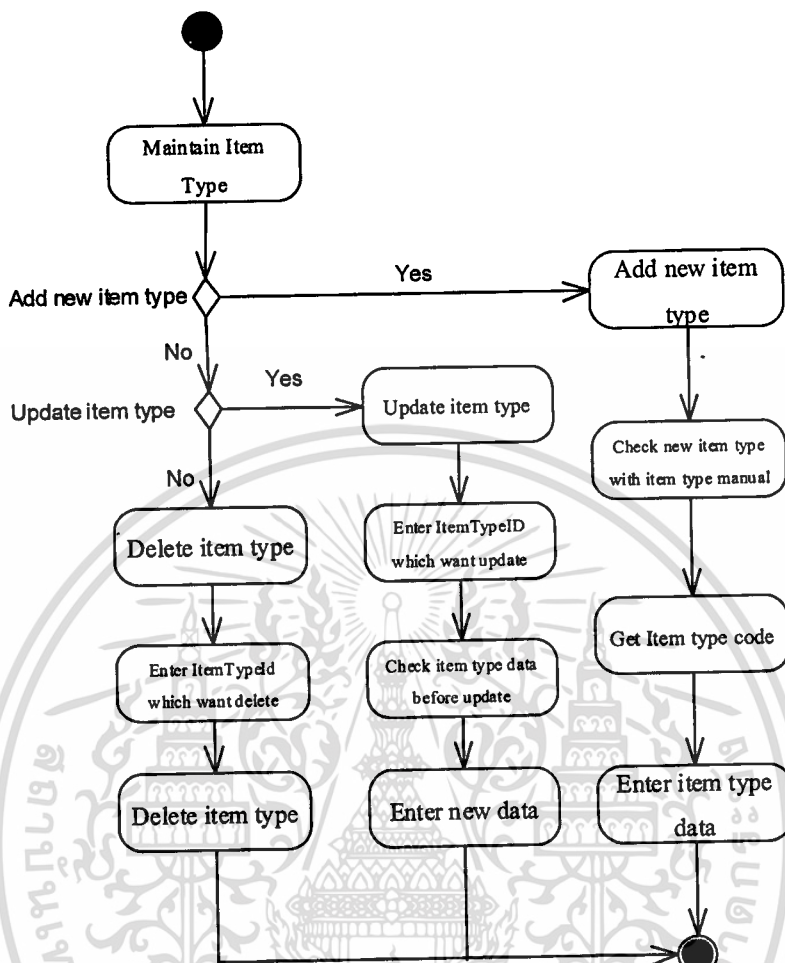 Maintain Item
Type
Add new item type
Yes
Add new item
type
No
Update item type
Yes
Update item type
Check new item type
with item type manual
No
Delete item type
Enter ItemTypeID
which want update
Get Item type code
Enter ItemTypeId
which want delete
Check item type data
before update
Delete item type
Enter new data
Enter item type
data